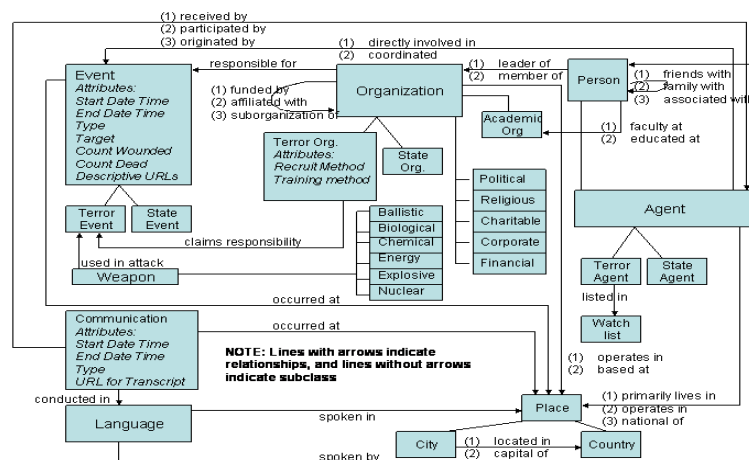 (1) received by
(2) participated by
(3) originated by
responsible for
(1) directly involved in
(2) coordinated
(1) leader of
(2) member of
Person
(1) friends with
(2) family with
(3) associated with
Event
Attributes:
Start Date Time
End Date Time
Type
Target
Count Wounded
Count Dead
Descriptive URLs
(1) funded by
(2) affiliated with
(3) suborganization of
Organization
Academic
Org
(1) faculty at
(2) educated at
Terror Org.
Attributes:
Recruit Method
Training method
State
Org.
Political
Religious
Charitable
Corporate
Financial
Agent
Terror
Event
State
Event
claims responsibility
Ballistic
Biological
Chemical
Energy
Explosive
Nuclear
used in attack
Weapon
Terror
Agent
State
Agent
listed in
Watch
list
occurred at
Communication
Attributes:
Start Date Time
End Date Time
Type
URL for Transcript
occurred at
NOTE: Lines with arrows indicate
relationships, and lines without arrows
indicate subclass
(1) operates in
(2) based at
conducted in
Language
spoken in
Place
(1) primarily lives in
(2) operates in
(3) national of
City
(1) located in
(2) capital of
Country
spoken by